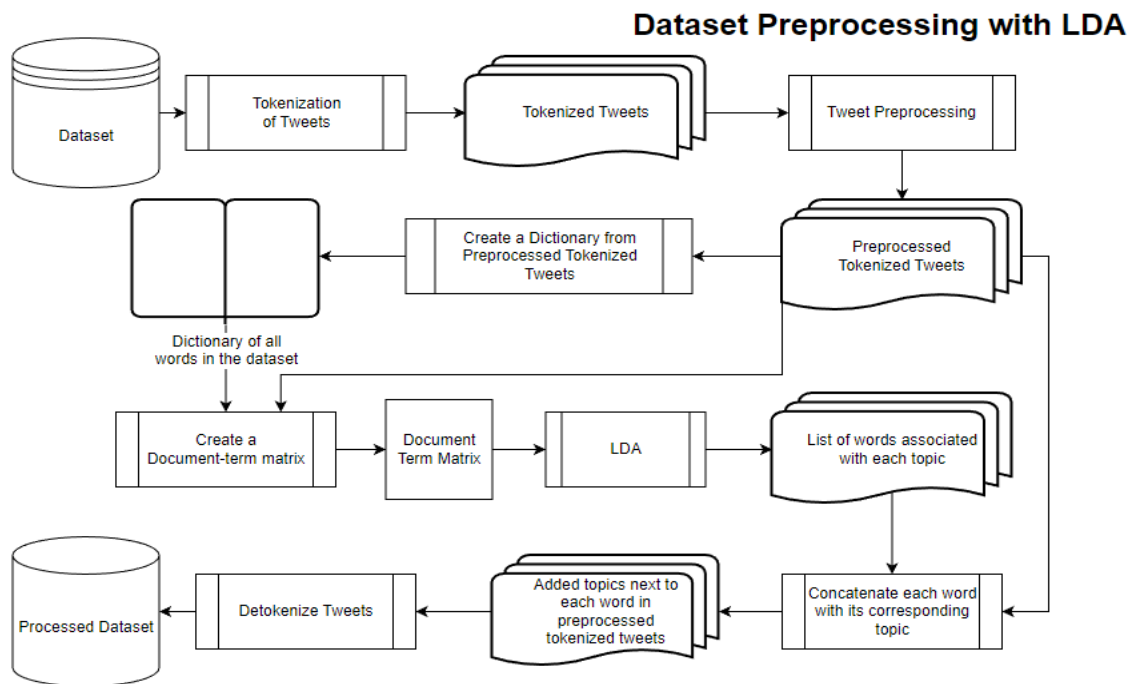 Dataset Preprocessing with LDA
Dataset
Tokenization
of Tweets
Tokenized Tweets
Tweet Preprocessing
Create a Dictionary from
Preprocessed Tokenized
Tweets
Preprocessed
Tokenized Tweets
Dictionary of all
words in the dataset
Create a
Document-term matrix
Document
Term Matrix
LDA
List of words associated
with each topic
Processed Dataset
Detokenize Tweets
Added topics next to
each word in
preprocessed
tokenized tweets
Concatenate each word
with its corresponding
topic